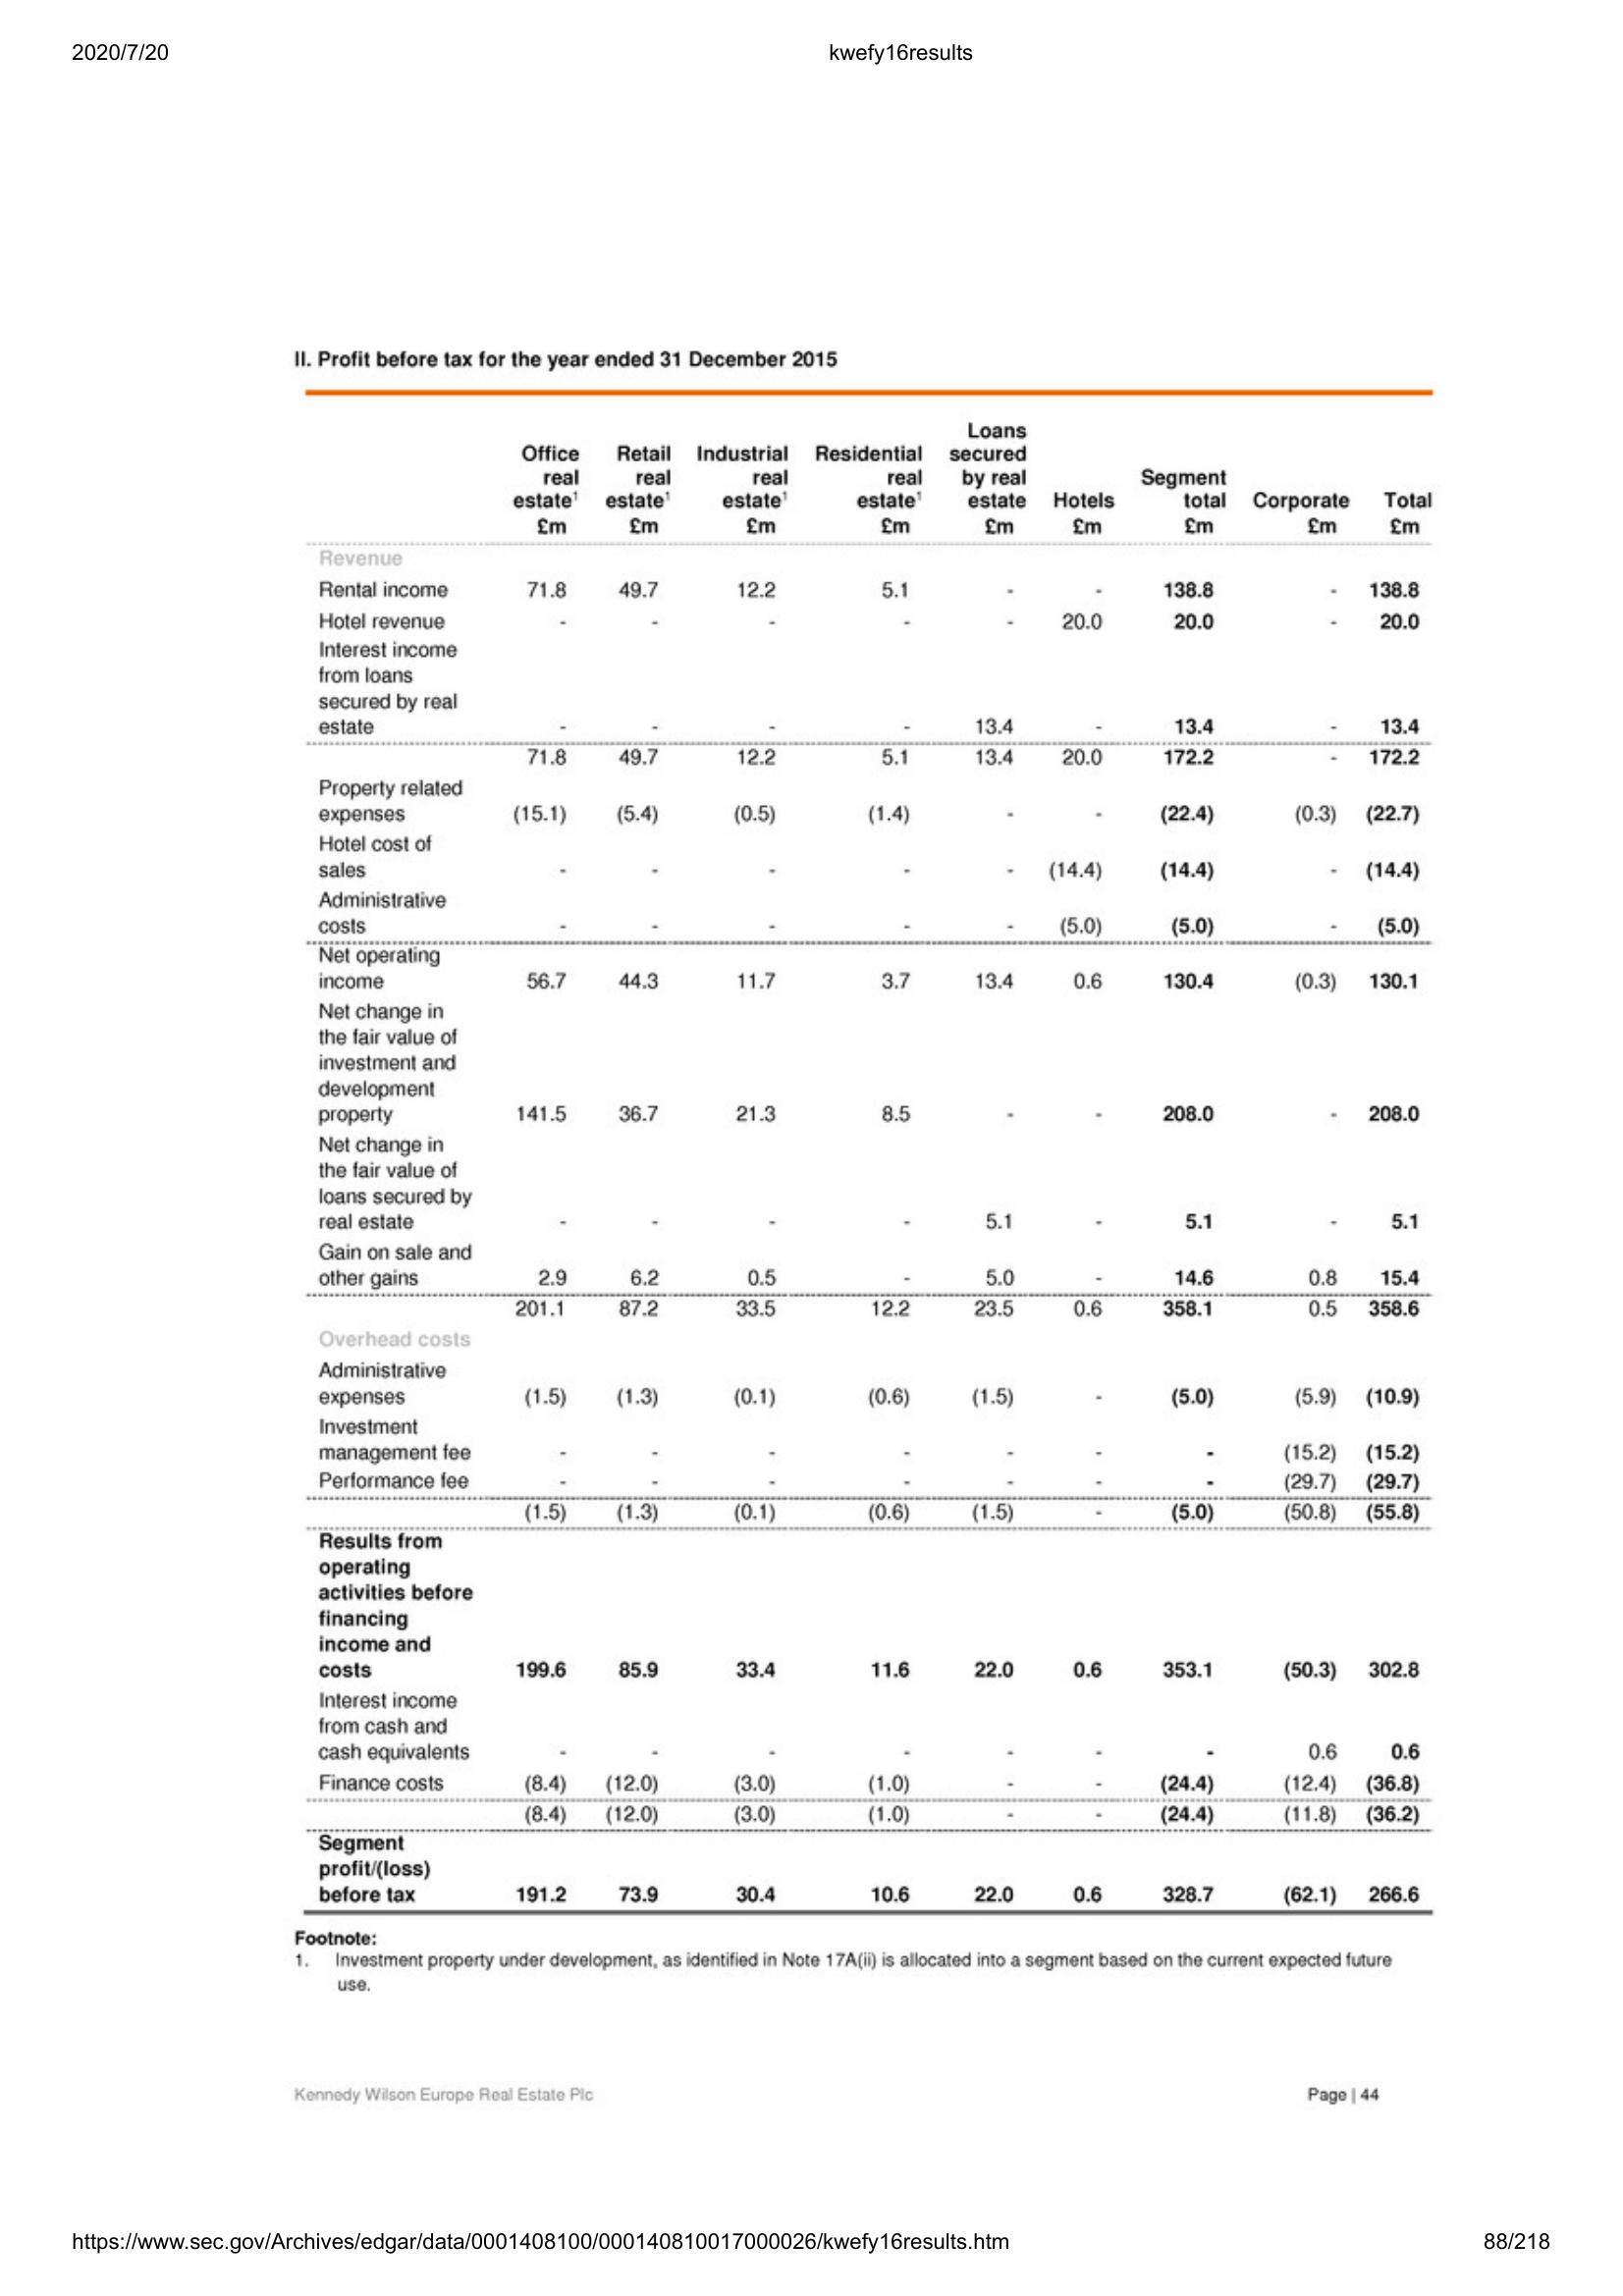 2020/7/20 kwefy16results
II. Profit before tax for the year ended 31 December 2015
Loans
Office Retail Industrial Residential secured
real real real real by real Segment
estate¹ estate¹ estate¹ estate¹ estate Hotels total Corporate Total
£m £m £m £m £m £m £m £m £m
Revenue
Rental income 71.8 49.7 12.2 5.1 - - 138.8 - 138.8
Hotel revenue - - - - - 20.0 20.0 - 20.0
Interest income
from loans
secured by real
estate - - - - 13.4 - 13.4 - 13.4
71.8 49.7 12.2 5.1 13.4 20.0 172.2 - 172.2
Property related
expenses (15.1) (5.4) (0.5) (1.4) - - (22.4) (0.3) (22.7)
Hotel cost of
sales - - - - - (14.4) (14.4) - (14.4)
Administrative
costs - - - - - (5.0) (5.0) - (5.0)
Net operating
income 56.7 44.3 11.7 3.7 13.4 0.6 130.4 (0.3) 130.1
Net change in
the fair value of
investment and
development
property 141.5 36.7 21.3 8.5 - - 208.0 - 208.0
Net change in
the fair value of
loans secured by
real estate - - - - 5.1 - 5.1 - 5.1
Gain on sale and
other gains 2.9 6.2 0.5 - 5.0 - 14.6 0.8 15.4
201.1 87.2 33.5 12.2 23.5 0.6 358.1 0.5 358.6
Overhead costs
Administrative
expenses (1.5) (1.3) (0.1) (0.6) (1.5) - (5.0) (5.9) (10.9)
Investment
management fee - - - - - - - (15.2) (15.2)
Performance fee - - - - - - - (29.7) (29.7)
(1.5) (1.3) (0.1) (0.6) (1.5) - (5.0) (50.8) (55.8)
Results from
operating
activities before
financing
income and
costs 199.6 85.9 33.4 11.6 22.0 0.6 353.1 (50.3) 302.8
Interest income
from cash and
cash equivalents - - - - - - - 0.6 0.6
Finance costs (8.4) (12.0) (3.0) (1.0) - - (24.4) (12.4) (36.8)
(8.4) (12.0) (3.0) (1.0) - - (24.4) (11.8) (36.2)
Segment
profit/(loss)
before tax 191.2 73.9 30.4 10.6 22.0 0.6 328.7 (62.1) 266.6
Footnote:
1. Investment property under development, as identified in Note 17A(ii) is allocated into a segment based on the current expected future
use.
Kennedy Wilson Europe Real Estate Plc Page | 44
https://www.sec.gov/Archives/edgar/data/0001408100/000140810017000026/kwefy16results.htm 88/218